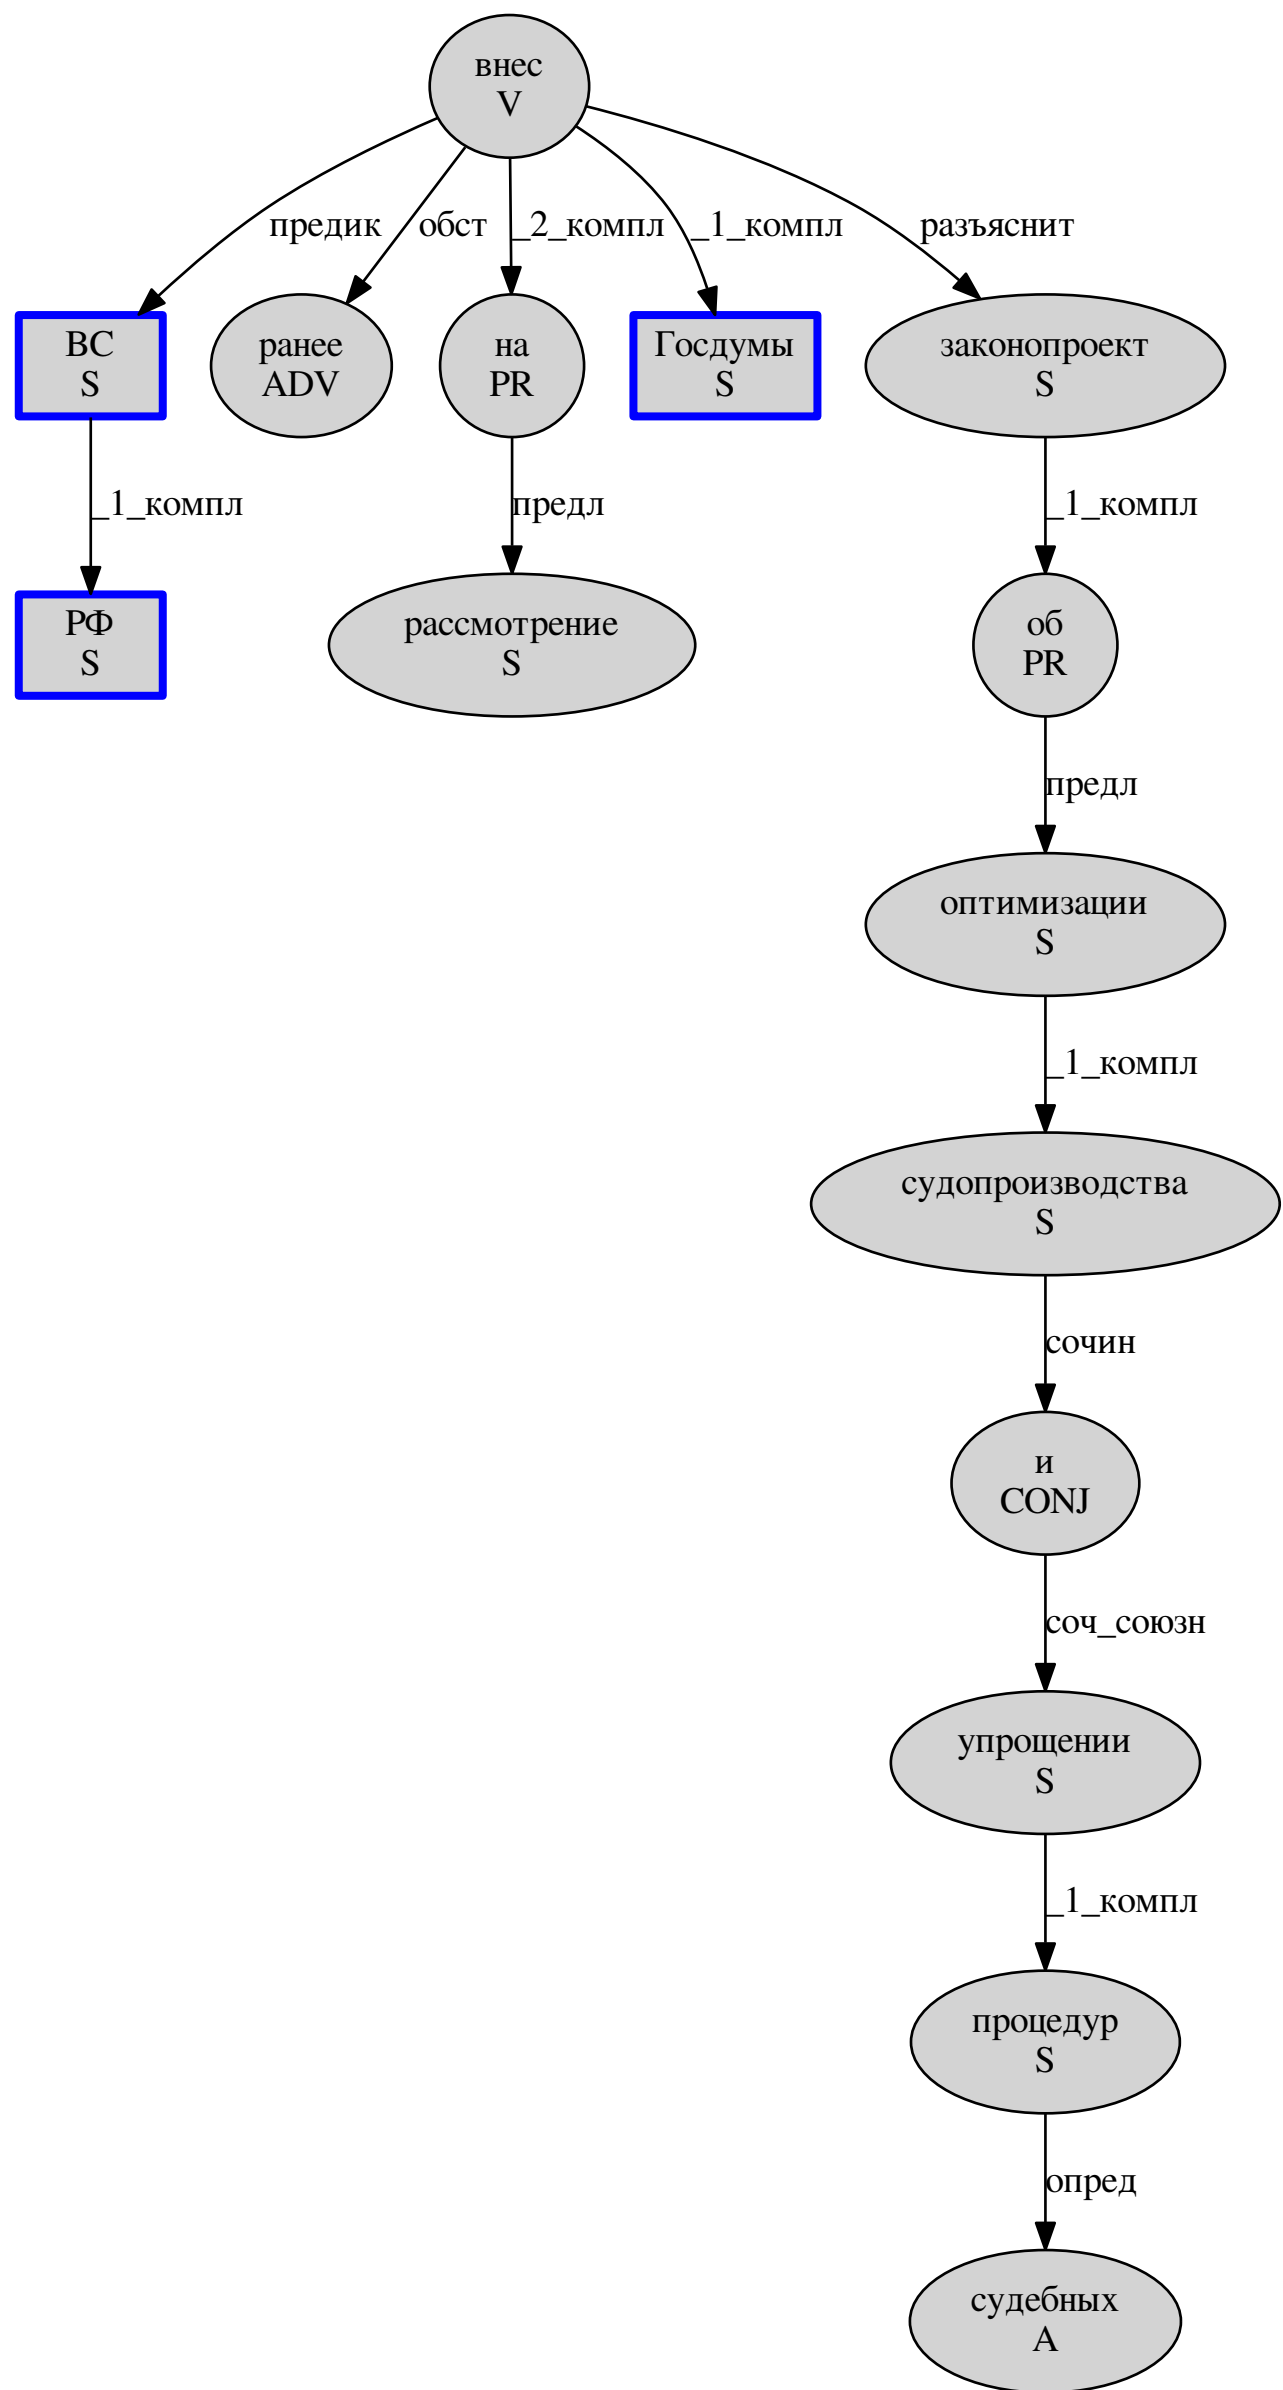 внес
V
предик
обст
_2_компл
_1_компл
разъяснит
ВС
S
ранее
ADV
на
PR
Госдумы
S
законопроект
S
_1_компл
предл
_1_компл
РФ
S
рассмотрение
S
об
PR
предл
оптимизации
S
_1_компл
судопроизводства
S
сочин
и
CONJ
соч_союзн
упрощении
S
_1_компл
процедур
S
опред
судебных
A